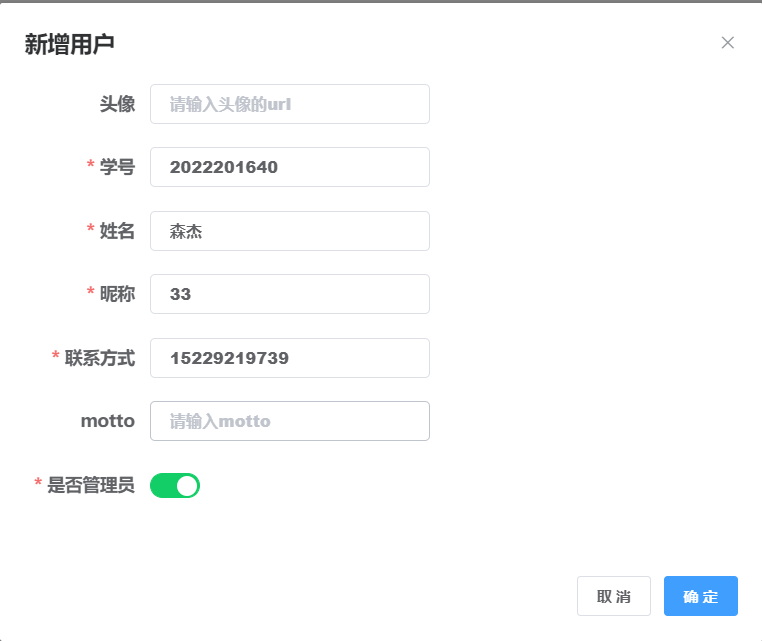 新增用户
头像 请输入头像的url
* 学号 2022201640
* 姓名 森杰
* 昵称 33
* 联系方式 15229219739
motto 请输入motto
* 是否管理员
取消 确定